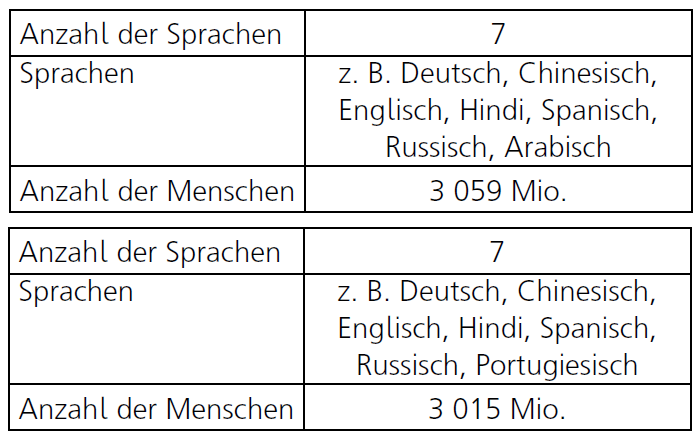 Anzahl der Sprachen 7
Sprachen z. B. Deutsch, Chinesisch,
Englisch, Hindi, Spanisch,
Russisch, Arabisch
Anzahl der Menschen 3 059 Mio.
Anzahl der Sprachen 7
Sprachen z. B. Deutsch, Chinesisch,
Englisch, Hindi, Spanisch,
Russisch, Portugiesisch
Anzahl der Menschen 3 015 Mio.